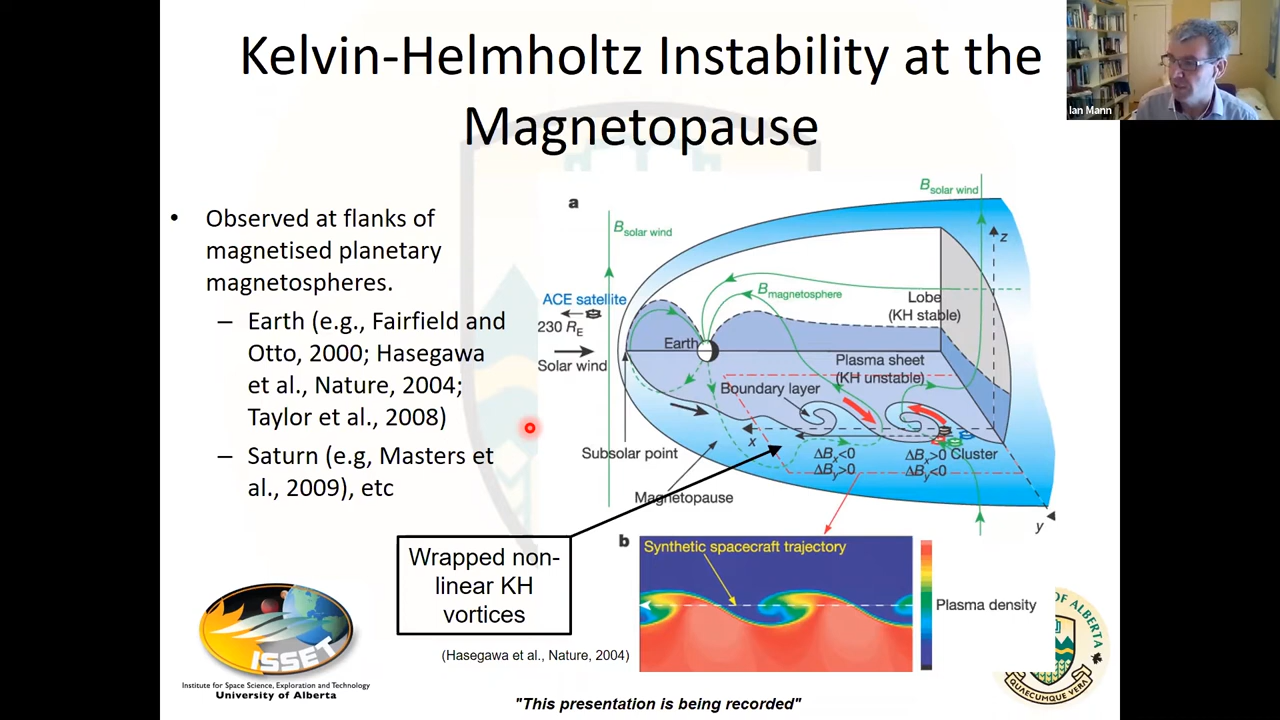 Kelvin-Helmholtz Instability at the
Magnetopause
Ian Mann
• Observed at flanks of
magnetised planetary
magnetospheres.
– Earth (e.g., Fairfield and
Otto, 2000; Hasegawa
et al., Nature, 2004;
Taylor et al., 2008)
– Saturn (e.g, Masters et
al., 2009), etc
a
B solar wind
B solar wind
z
ACE satellite
230 RE
Solar wind
Earth
B magnetosphere
Lobe
(KH stable)
Plasma sheet
(KH unstable)
Boundary layer
x
Subsolar point
ΔBx<0
ΔBy>0
ΔBx>0
ΔBy<0
Cluster
Magnetopause
y
Wrapped non-
linear KH
vortices
b
Synthetic spacecraft trajectory
Plasma density
(Hasegawa et al., Nature, 2004)
ISSET
Institute for Space Science, Exploration and Technology
University of Alberta
OF ALBERTA
QUAECUMQUE VERA
"This presentation is being recorded"